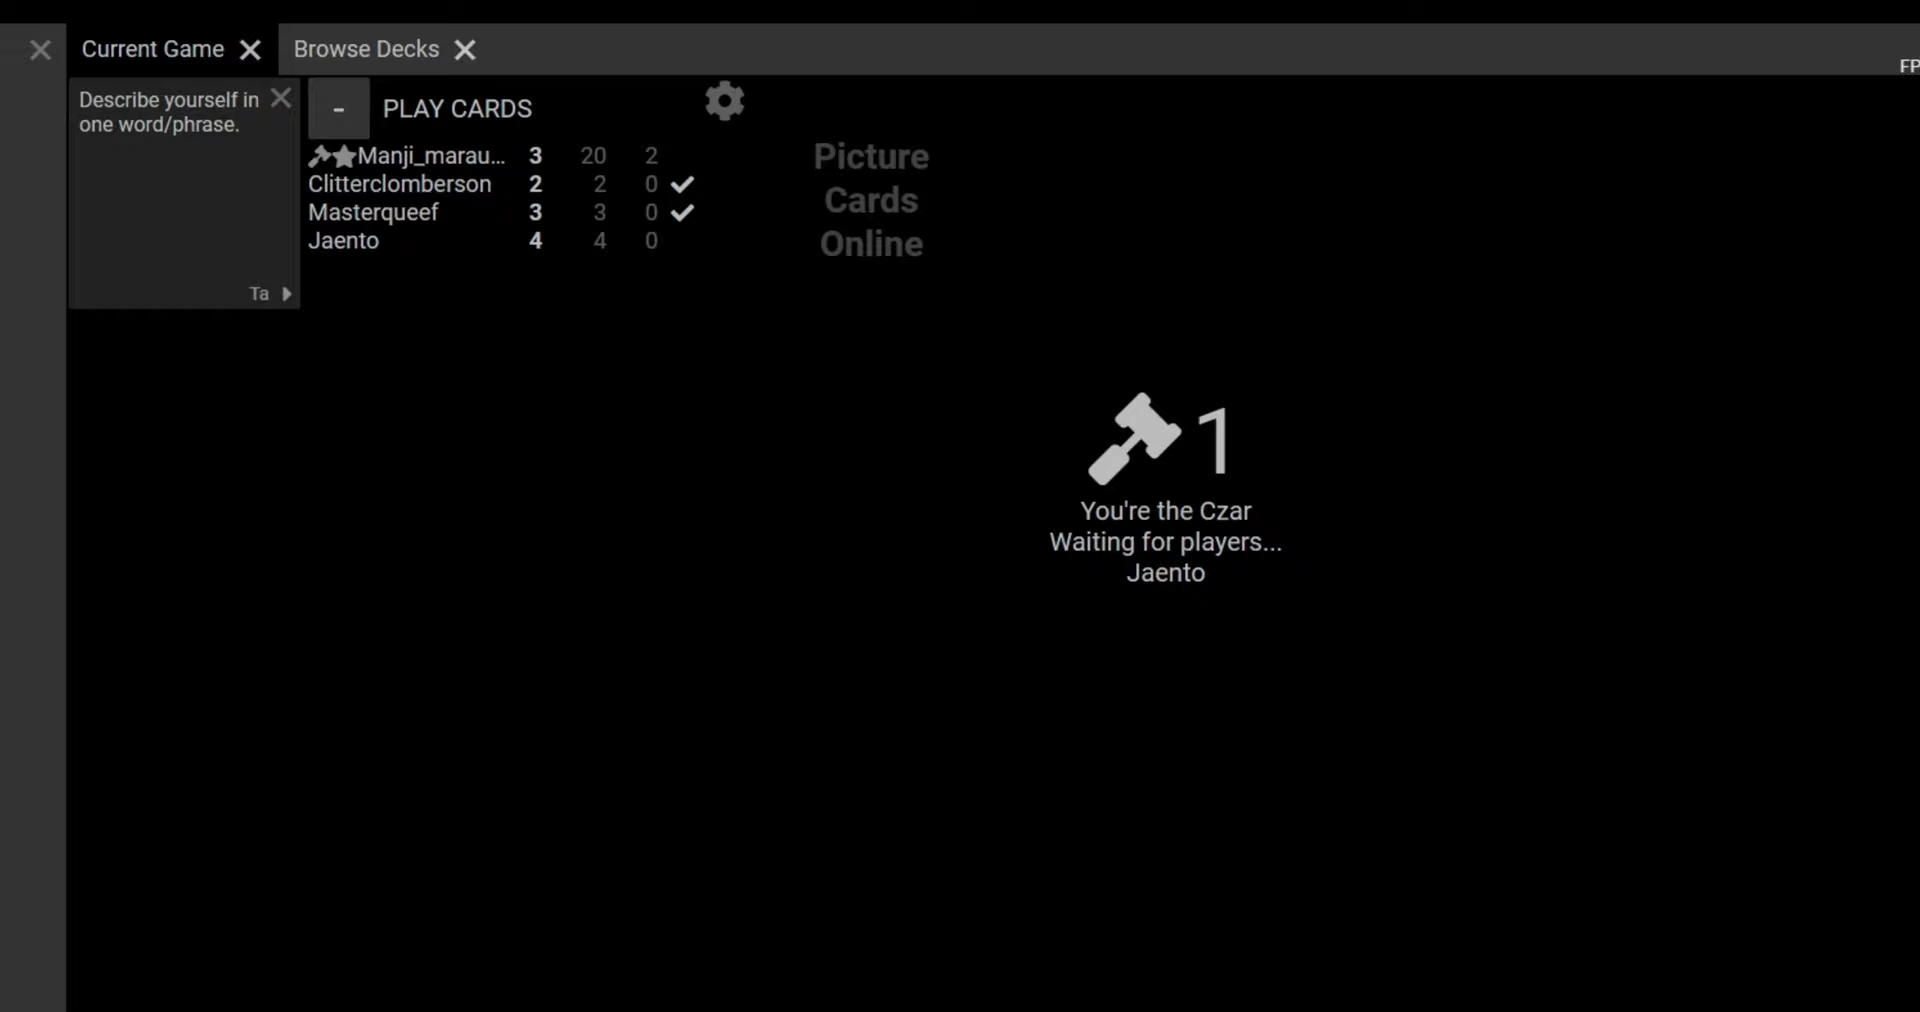 Current Game
Browse Decks
FP
Describe yourself in
one word/phrase.
Ta
- PLAY CARDS
Manji_marau... 3 20 2
Clitterclomberson 2 2 0
Masterqueef 3 3 0
Jaento 4 4 0
Picture
Cards
Online
1
You're the Czar
Waiting for players...
Jaento